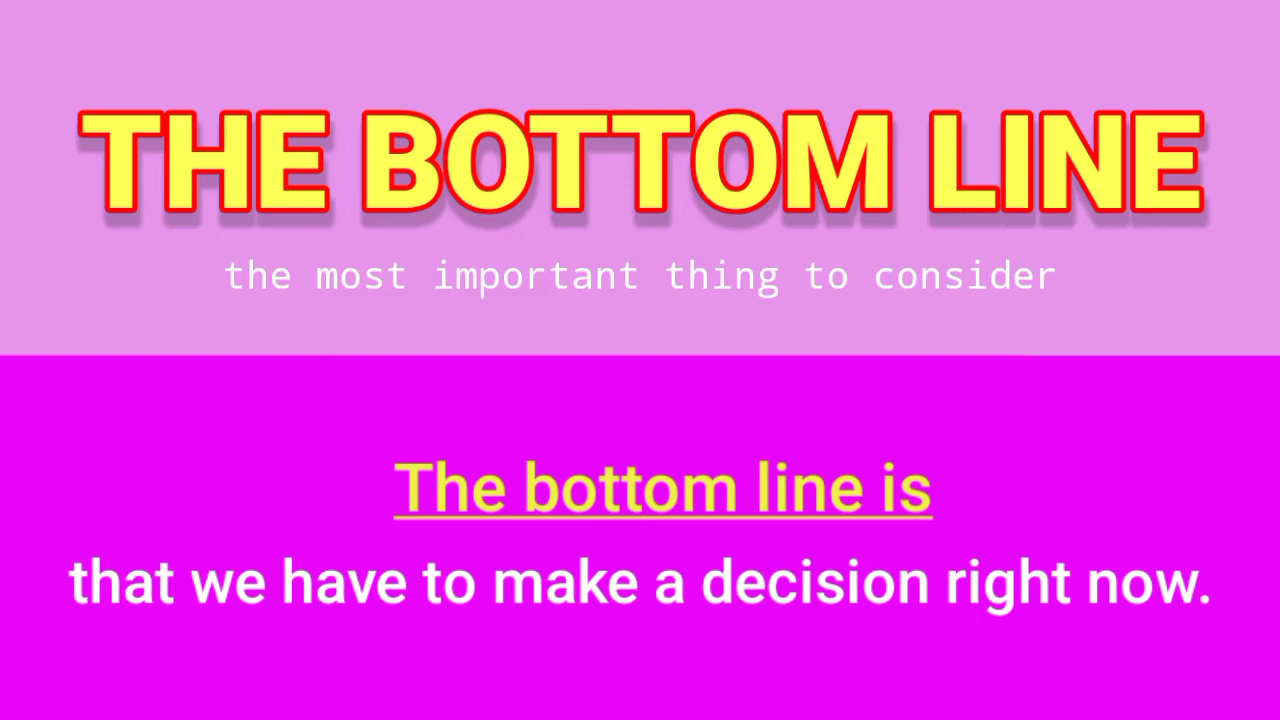 THE BOTTOM LINE
the most important thing to consider
The bottom line is
that we have to make a decision right now.